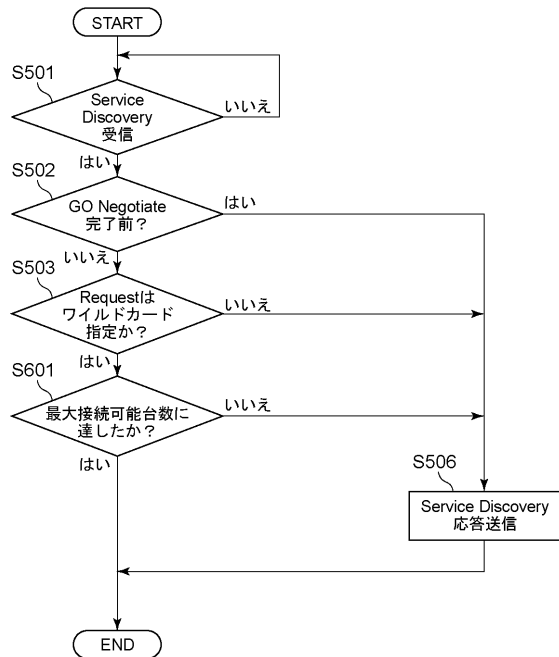 START
S501
Service
Discovery
受信
いいえ
はい
S502
GO Negotiate
完了前？
はい
いいえ
S503
Requestは
ワイルドカード
指定か？
いいえ
はい
S601
最大接続可能台数に
達したか？
いいえ
はい
S506
Service Discovery
応答送信
END